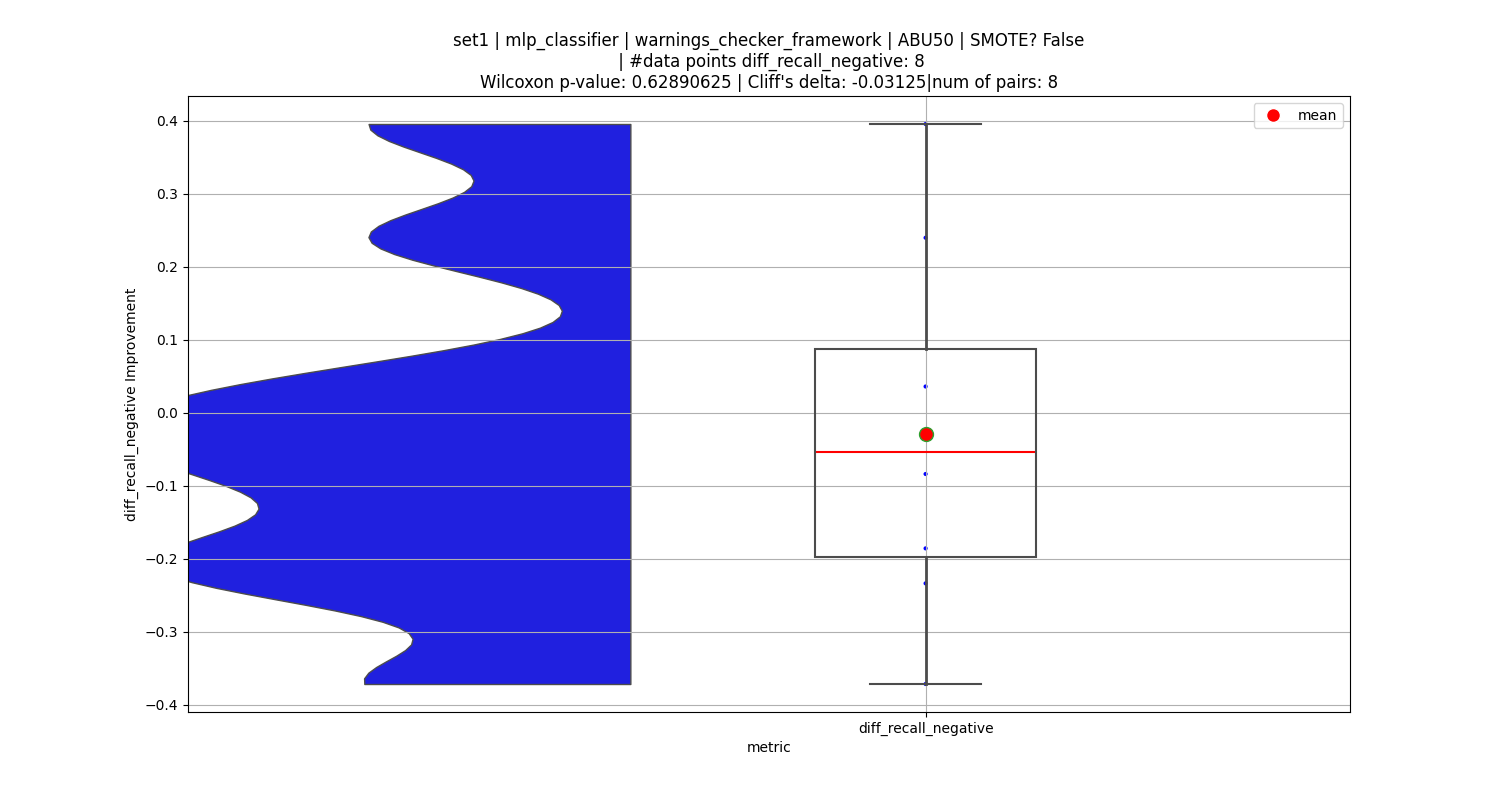 set1 | mlp_classifier | warnings_checker_framework | ABU50 | SMOTE? False
| #data points diff_recall_negative: 8
Wilcoxon p-value: 0.62890625 | Cliff's delta: -0.03125|num of pairs: 8
mean
0.4
0.3
0.2
0.1
0.0
−0.1
−0.2
−0.3
−0.4
diff_recall_negative Improvement
diff_recall_negative
metric